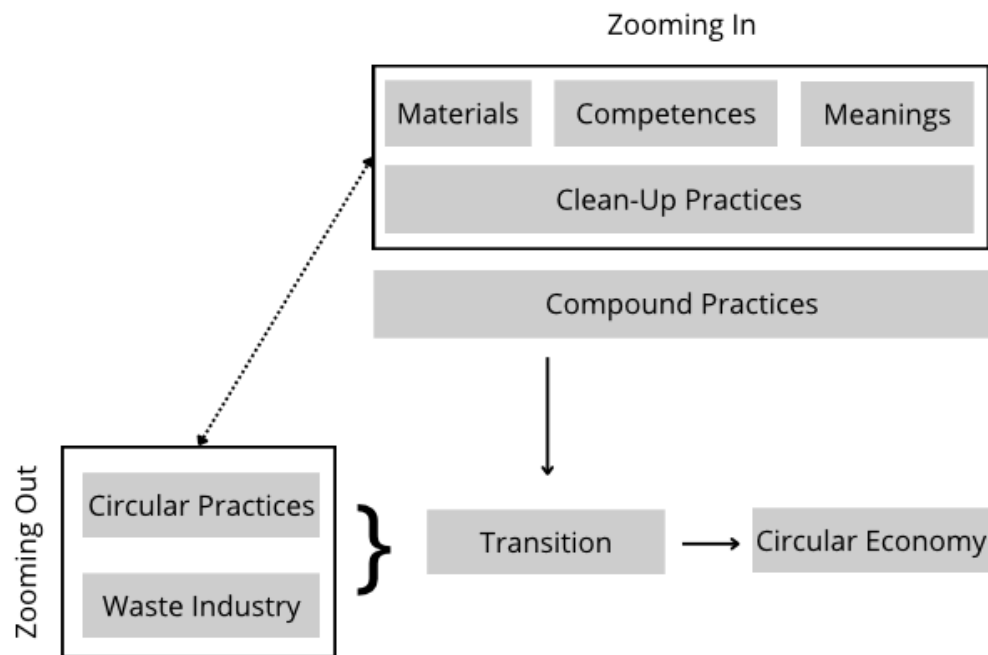 Zooming In
Materials
Competences
Meanings
Clean-Up Practices
Compound Practices
Zooming Out
Circular Practices
Waste Industry
}
Transition
Circular Economy